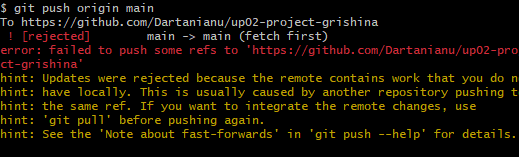 $ git push origin main
To https://github.com/Dartanianu/up02-project-grishina
 ! [rejected]        main -> main (fetch first)
error: failed to push some refs to 'https://github.com/Dartanianu/up02-pro
ct-grishina'
hint: Updates were rejected because the remote contains work that you do n
hint: have locally. This is usually caused by another repository pushing t
hint: the same ref. If you want to integrate the remote changes, use
hint: 'git pull' before pushing again.
hint: See the 'Note about fast-forwards' in 'git push --help' for details.